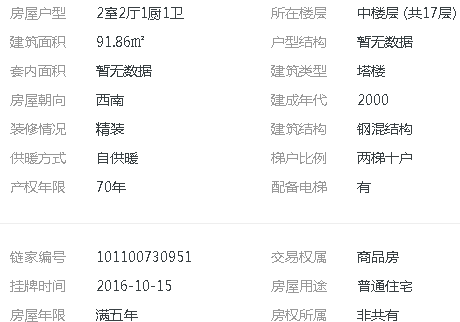 房屋户型 2室2厅1厨1卫 所在楼层 中楼层 (共17层)
建筑面积 91.86㎡ 户型结构 暂无数据
套内面积 暂无数据 建筑类型 塔楼
房屋朝向 西南 建成年代 2000
装修情况 精装 建筑结构 钢混结构
供暖方式 自供暖 梯户比例 两梯十户
产权年限 70年 配备电梯 有
链家编号 101100730951 交易权属 商品房
挂牌时间 2016-10-15 房屋用途 普通住宅
房屋年限 满五年 房权所属 非共有